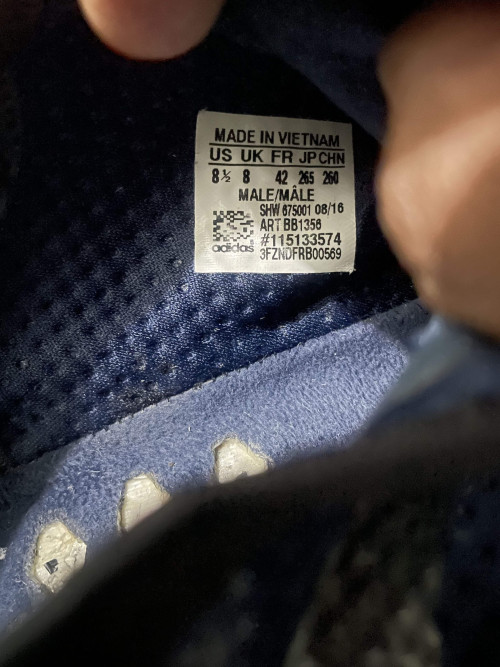 MADE IN VIETNAM
US UK FR JP CHN
8½ 8 42 265 260
MALE/MÂLE
SHW 675001 08/16
ART BB1356
#115133574
adidas
3FZNDFRB00569